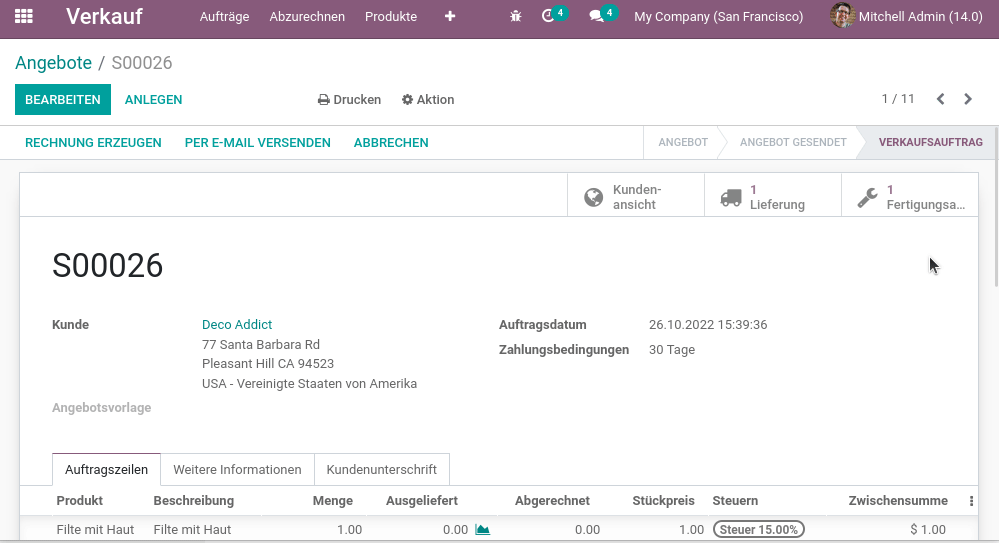 Verkauf Aufträge Abzurechnen Produkte 4 4 My Company (San Francisco) Mitchell Admin (14.0)
Angebote / S00026
BEARBEITEN ANLEGEN Drucken Aktion 1 / 11
RECHNUNG ERZEUGEN PER E-MAIL VERSENDEN ABBRECHEN ANGEBOT ANGEBOT GESENDET VERKAUFSAUFTRAG
Kunden-
ansicht
1
Lieferung
1
Fertigungsa...
S00026
Kunde Deco Addict
77 Santa Barbara Rd
Pleasant Hill CA 94523
USA - Vereinigte Staaten von Amerika
Angebotsvorlage
Auftragsdatum 26.10.2022 15:39:36
Zahlungsbedingungen 30 Tage
Auftragszeilen Weitere Informationen Kundenunterschrift
Produkt Beschreibung Menge Ausgeliefert Abgerechnet Stückpreis Steuern Zwischensumme
Filte mit Haut Filte mit Haut 1.00 0.00 0.00 1.00 Steuer 15.00% $ 1.00